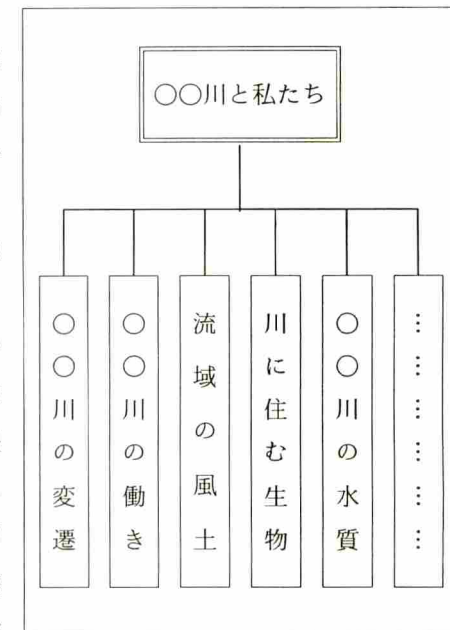 ○○川と私たち
○○川の変遷
○○川の働き
流域の風土
川に住む生物
○○川の水質
………………